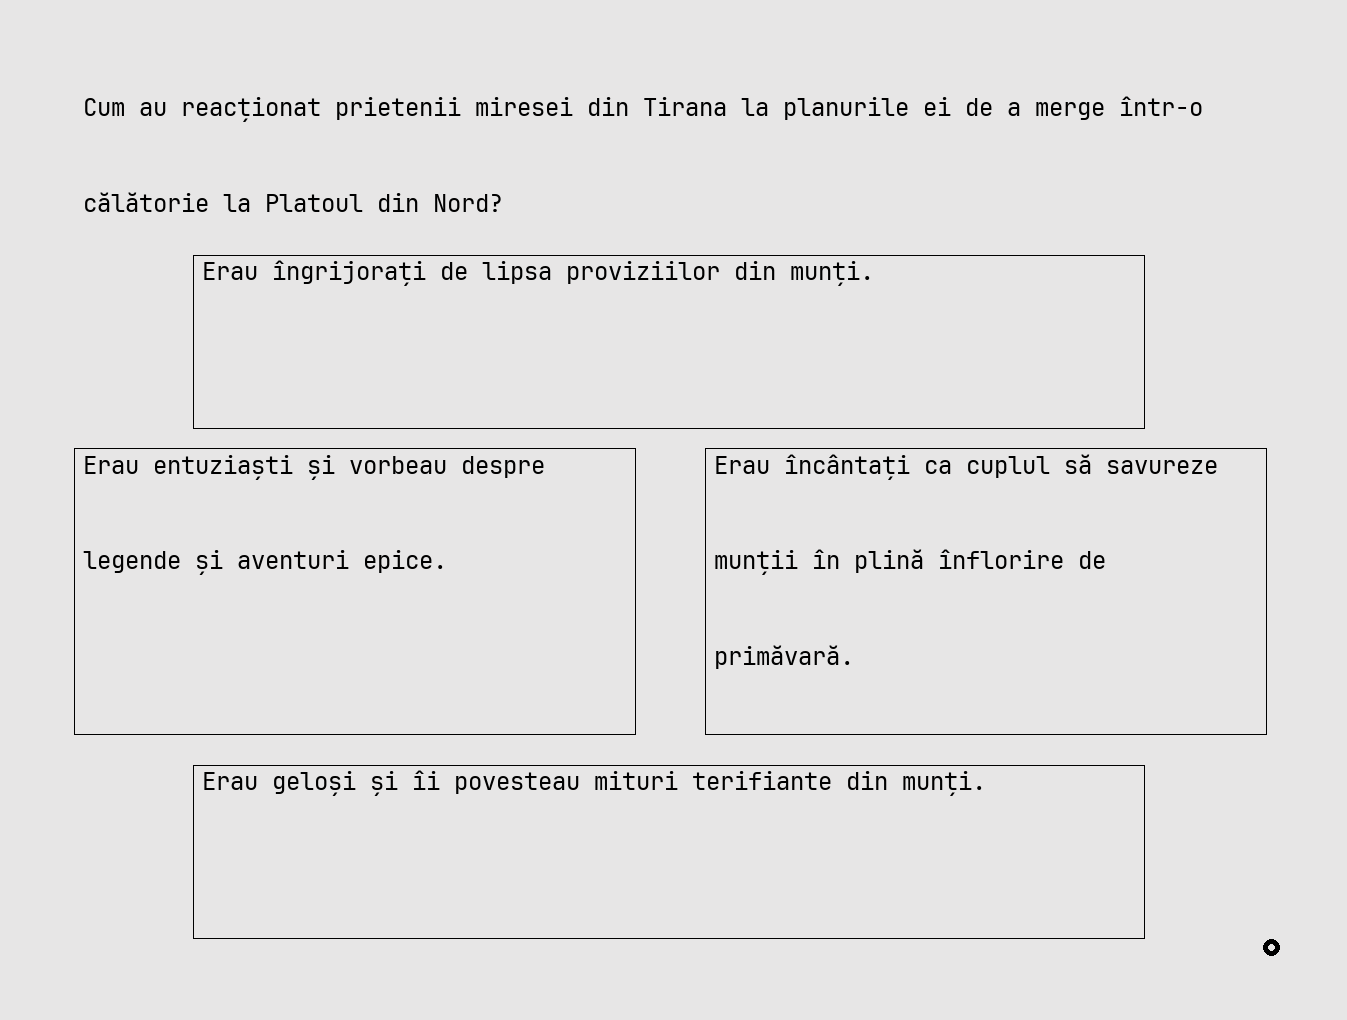 Cum au reacționat prietenii miresei din Tirana la planurile ei de a merge într-o
călătorie la Platoul din Nord?
Erau îngrijorați de lipsa proviziilor din munți.
Erau entuziaști și vorbeau despre
legende și aventuri epice.
Erau încântați ca cuplul să savureze
munții în plină înflorire de
primăvară.
Erau geloși și îi povesteau mituri terifiante din munți.